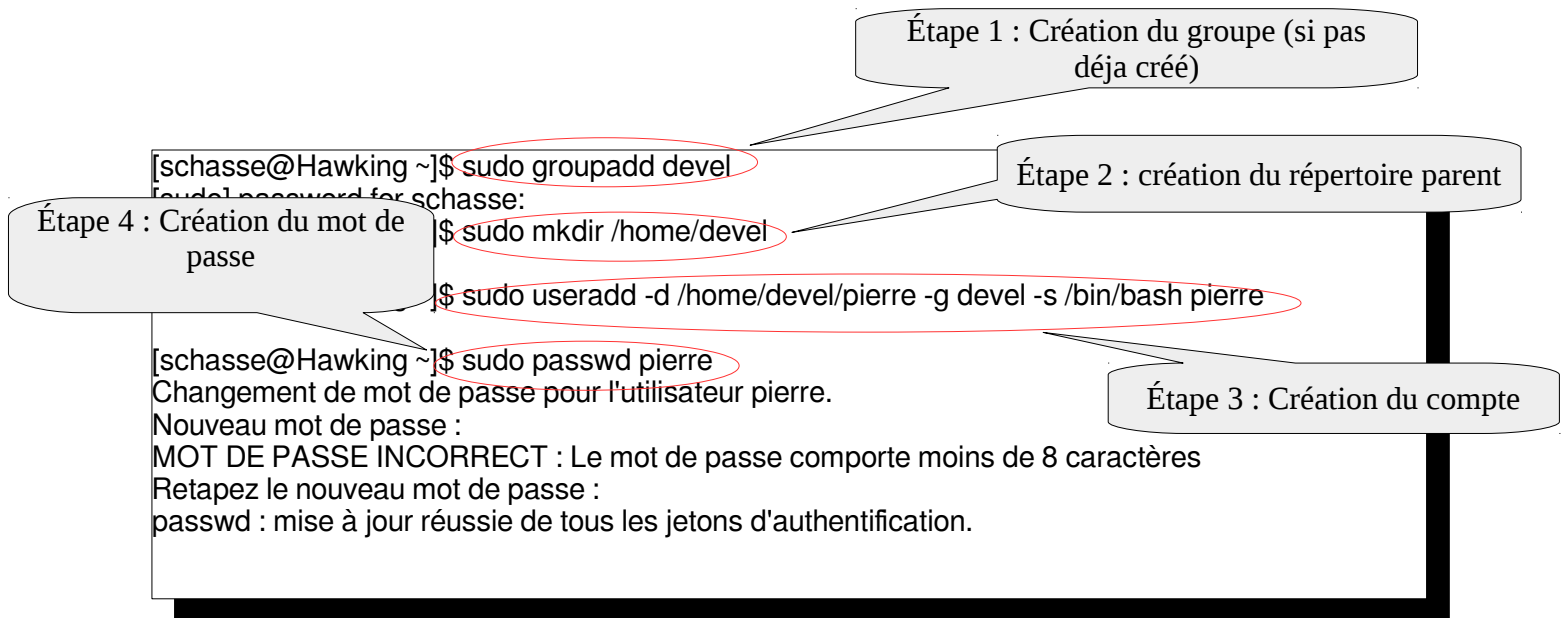 Étape 1 : Création du groupe (si pas
déja créé)
[schasse@Hawking ~]$ sudo groupadd devel
schasse:
Étape 2 : création du répertoire parent
Étape 4 : Création du mot de
passe
]$ sudo mkdir /home/devel
]$ sudo useradd -d /home/devel/pierre -g devel -s /bin/bash pierre
[schasse@Hawking ~]$ sudo passwd pierre
Changement de mot de passe pour l'utilisateur pierre.
Étape 3 : Création du compte
Nouveau mot de passe :
MOT DE PASSE INCORRECT : Le mot de passe comporte moins de 8 caractères
Retapez le nouveau mot de passe :
passwd : mise à jour réussie de tous les jetons d'authentification.